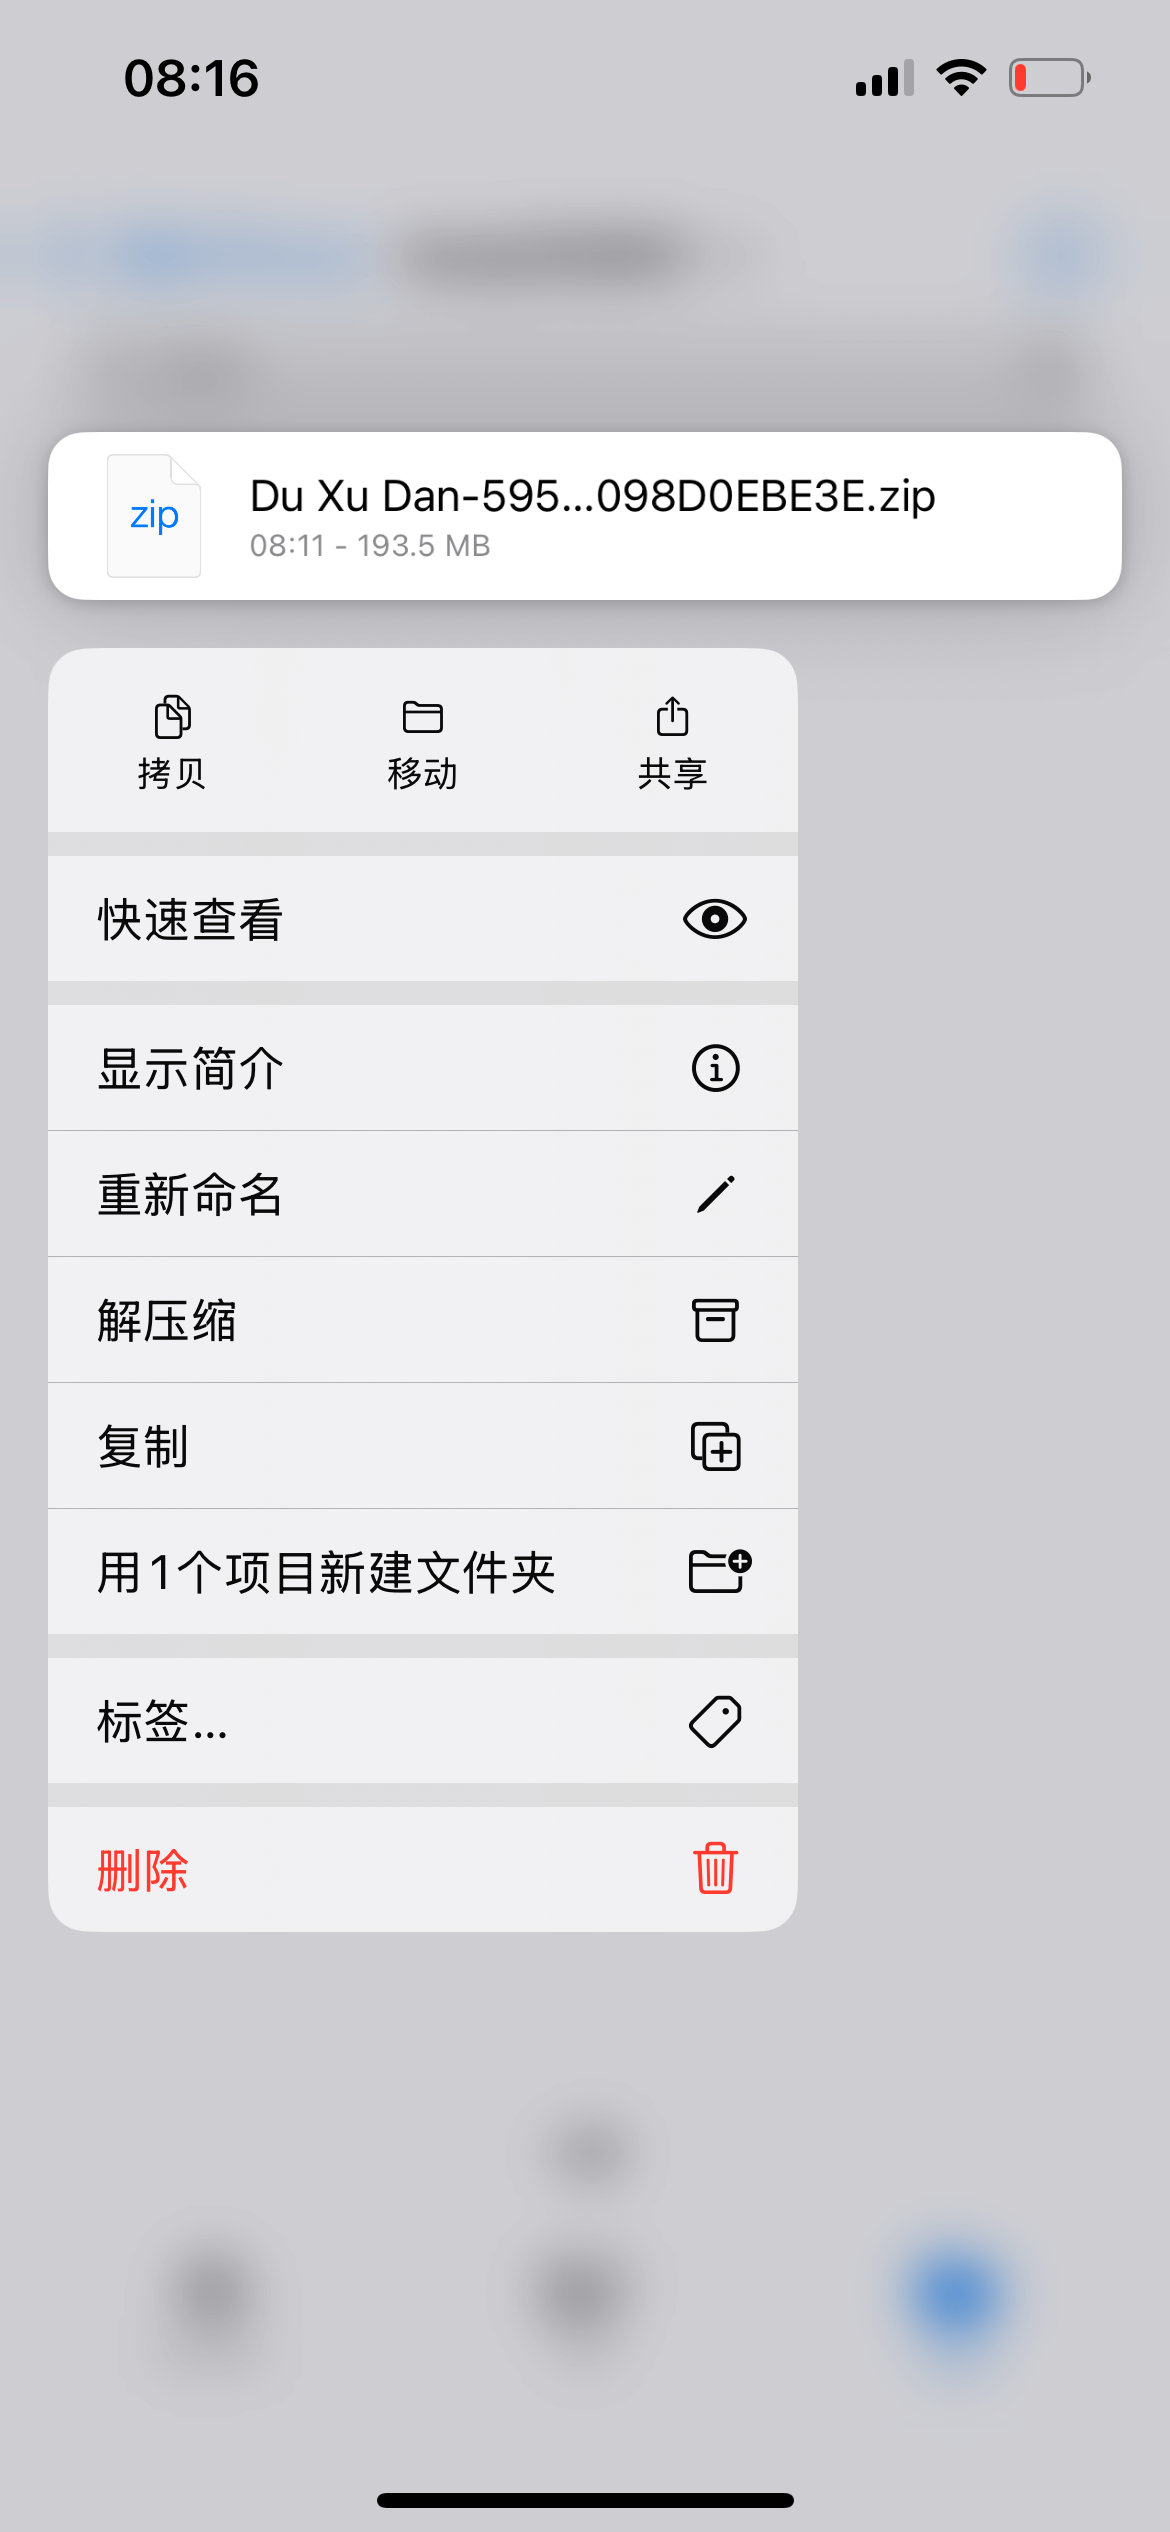 08:16
zip
Du Xu Dan-595...098D0EBE3E.zip
08:11 - 193.5 MB
拷贝
移动
共享
快速查看
显示简介
重新命名
解压缩
复制
用1个项目新建文件夹
标签...
删除